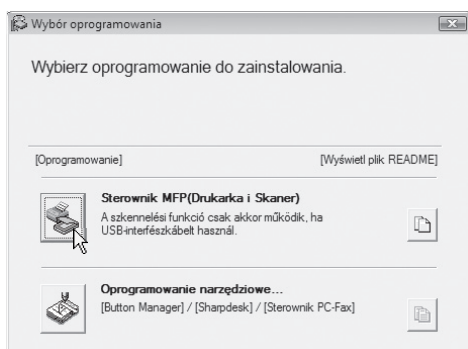 Wybór oprogramowania
Wybierz oprogramowanie do zainstalowania.
[Oprogramowanie] [Wyświetl plik README]
Sterownik MFP(Drukarka i Skaner)
A szkennelési funkció csak akkor működik, ha
USB-interfészkábelt használ.
Oprogramowanie narzędziowe...
[Button Manager] / [Sharpdesk] / [Sterownik PC-Fax]